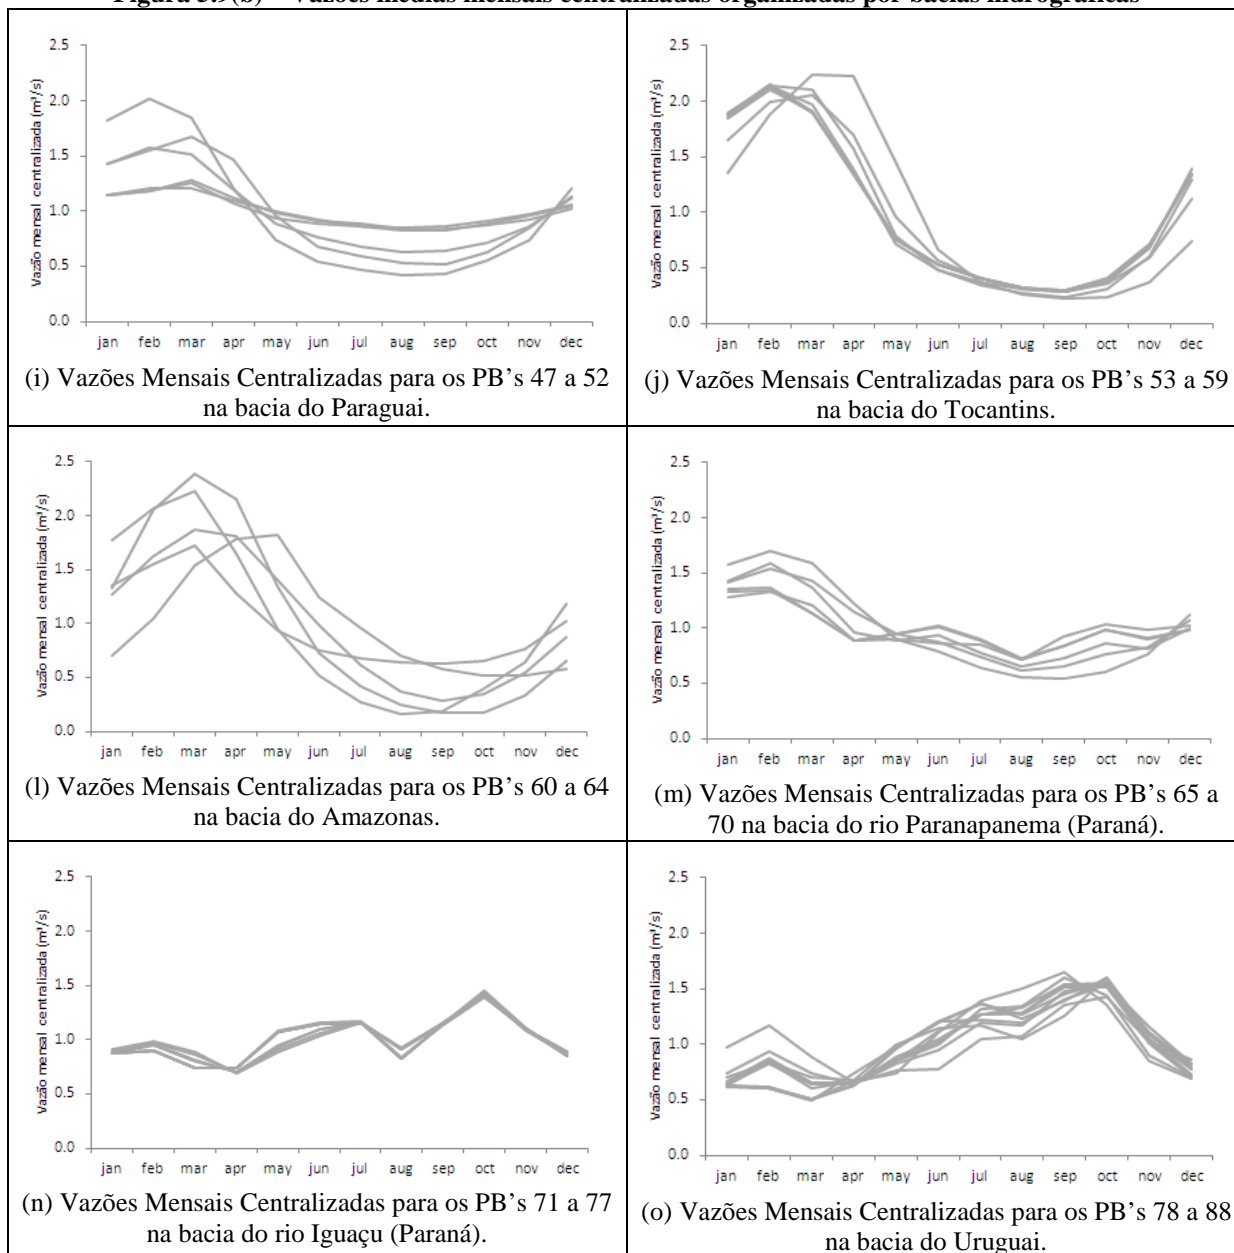 Figura 5.9(b) – Vazões médias mensais centralizadas organizadas por bacias hidrográficas
Vazão mensal centralizada (m³/s)
2.5
2.0
1.5
1.0
0.5
0.0
jan feb mar apr may jun jul aug sep oct nov dec
(i) Vazões Mensais Centralizadas para os PB’s 47 a 52
na bacia do Paraguai.
Vazão mensal centralizada (m³/s)
2.5
2.0
1.5
1.0
0.5
0.0
jan feb mar apr may jun jul aug sep oct nov dec
(j) Vazões Mensais Centralizadas para os PB’s 53 a 59
na bacia do Tocantins.
Vazão mensal centralizada (m³/s)
2.5
2.0
1.5
1.0
0.5
0.0
jan feb mar apr may jun jul aug sep oct nov dec
(l) Vazões Mensais Centralizadas para os PB’s 60 a 64
na bacia do Amazonas.
Vazão mensal centralizada (m³/s)
2.5
2.0
1.5
1.0
0.5
0.0
jan feb mar apr may jun jul aug sep oct nov dec
(m) Vazões Mensais Centralizadas para os PB’s 65 a
70 na bacia do rio Paranapanema (Paraná).
Vazão mensal centralizada (m³/s)
2.5
2.0
1.5
1.0
0.5
0.0
jan feb mar apr may jun jul aug sep oct nov dec
(n) Vazões Mensais Centralizadas para os PB’s 71 a 77
na bacia do rio Iguaçu (Paraná).
Vazão mensal centralizada (m³/s)
2.5
2.0
1.5
1.0
0.5
0.0
jan feb mar apr may jun jul aug sep oct nov dec
(o) Vazões Mensais Centralizadas para os PB’s 78 a 88
na bacia do Uruguai.